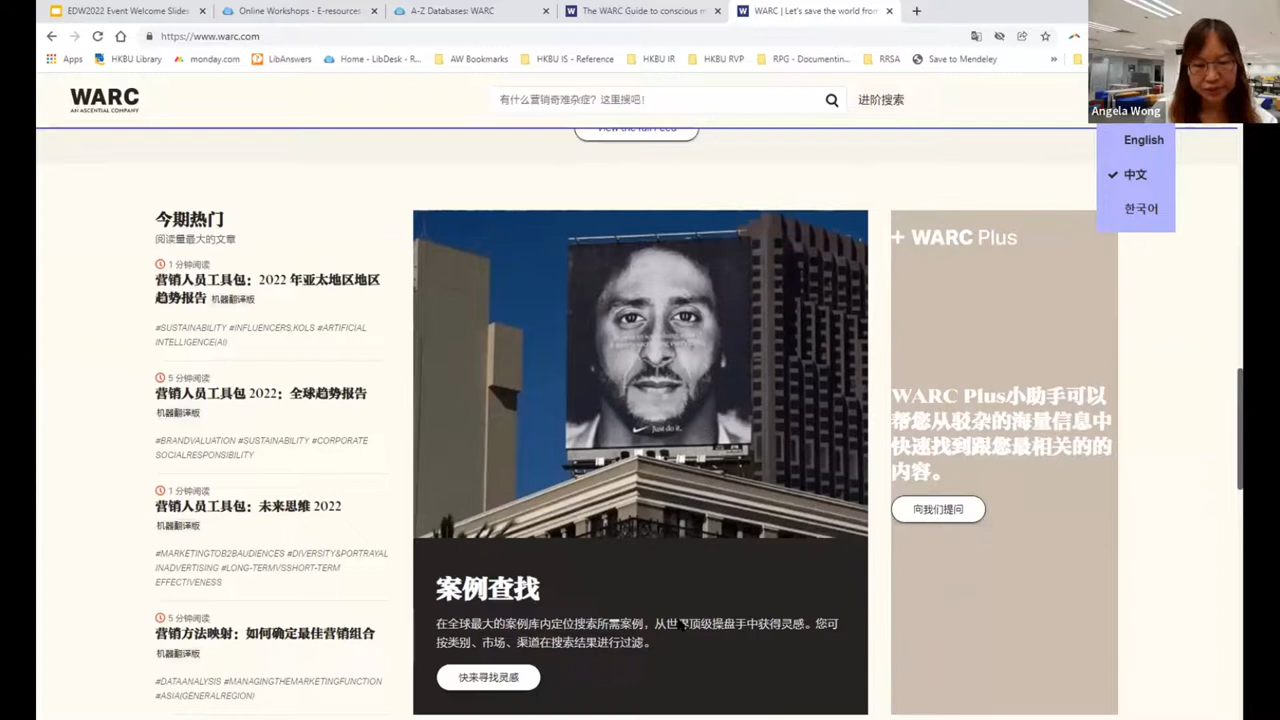 EDW2022 Event Welcome Slides
Online Workshops - E-resources
A-Z Databases: WARC
The WARC Guide to conscious m
WARC | Let's save the world from
https://www.warc.com
Apps
HKBU Library
monday.com
LibAnswers
Home - LibDesk - R...
AW Bookmarks
HKBU IS - Reference
HKBU IR
HKBU RVP
RPG - Documentin...
RRSA
Save to Mendeley
»
Angela Wong
WARC
AN ASCENTIAL COMPANY
有什么营销奇难杂症？这里搜吧！
进阶搜索
English
中文
한국어
View the full Feed
今期热门
阅读量最大的文章
1 分钟阅读
营销人员工具包：2022 年亚太地区地区
趋势报告 机器翻译版
#SUSTAINABILITY #INFLUENCERS,KOLS #ARTIFICIAL
INTELLIGENCE(AI)
5 分钟阅读
营销人员工具包 2022：全球趋势报告
机器翻译版
#BRANDVALUATION #SUSTAINABILITY #CORPORATE
SOCIALRESPONSIBILITY
1 分钟阅读
营销人员工具包：未来思维 2022
机器翻译版
#MARKETINGTOB2BAUDIENCES #DIVERSITY&PORTRAYAL
INADVERTISING #LONG-TERMVSSHORT-TERM
EFFECTIVENESS
5 分钟阅读
营销方法映射：如何确定最佳营销组合
机器翻译版
#DATAANALYSIS #MANAGINGTHEMARKETINGFUNCTION
#ASIA(GENERALREGION)
Just do it.
案例查找
在全球最大的案例库内定位搜索所需案例，从世界顶级操盘手中获得灵感。您可
按类别、市场、渠道在搜索结果进行过滤。
快来寻找灵感
+ WARC Plus
WARC Plus小助手可以
帮您从驳杂的海量信息中
快速找到跟您最相关的的
内容。
向我们提问